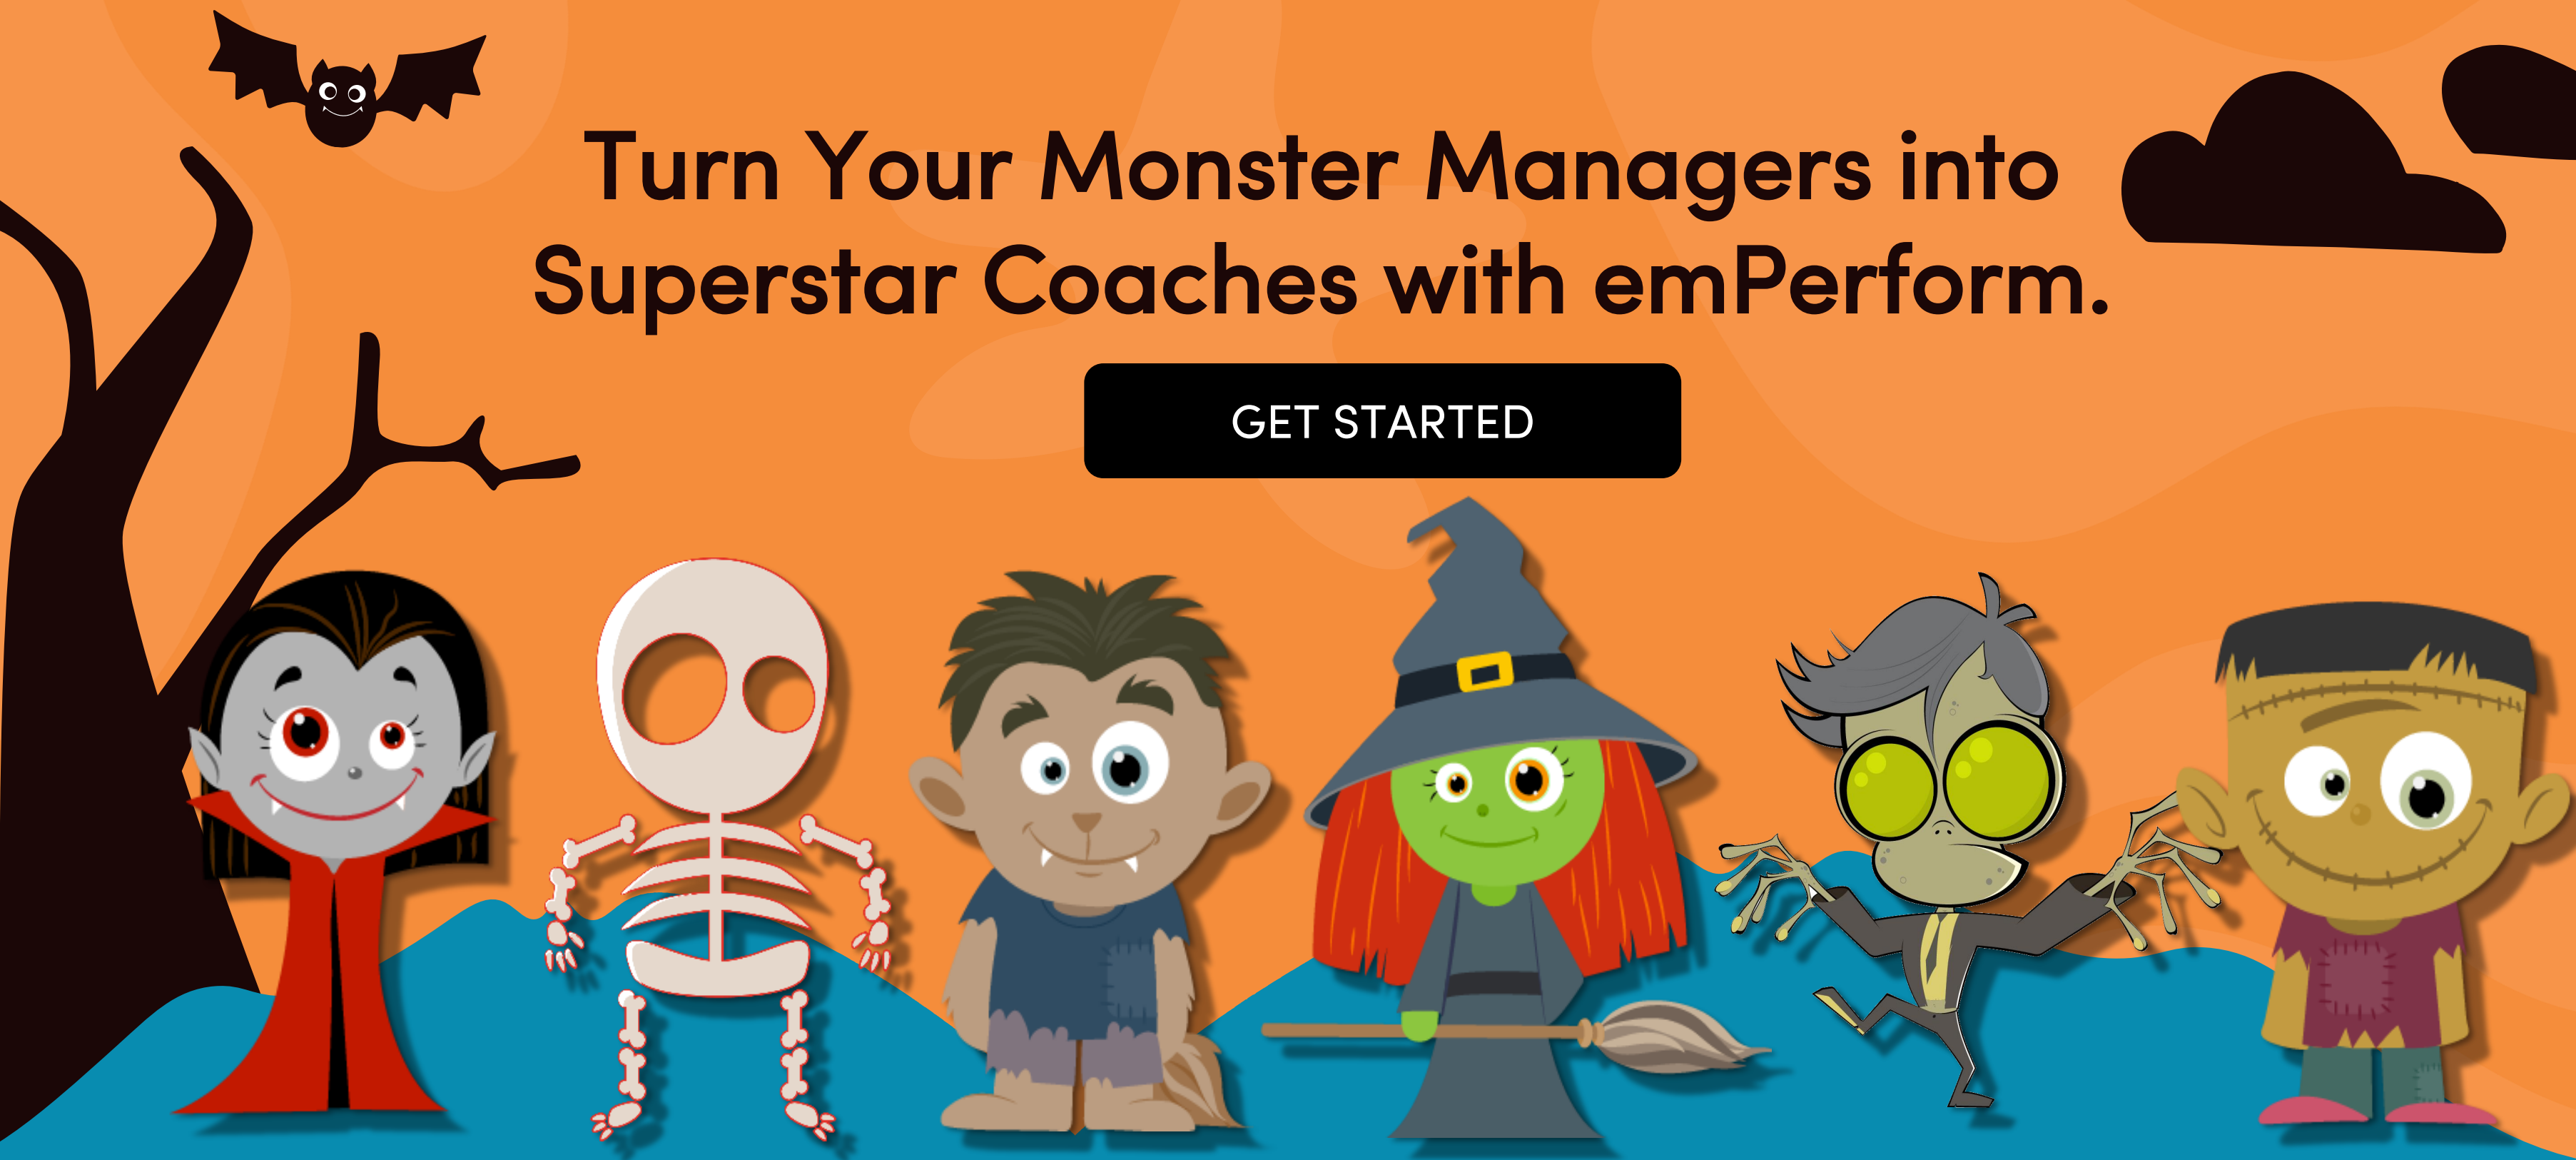 Turn Your Monster Managers into
Superstar Coaches with emPerform.
GET STARTED